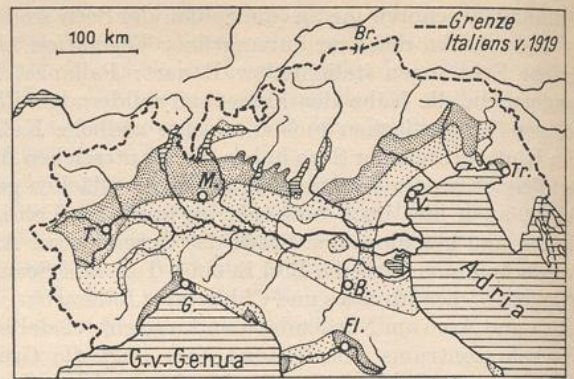 100 km
Br.
Grenze
Italiens v. 1919
M.
T.
V.
Tr.
G.
B.
Fl.
Adria
G.v. Genua